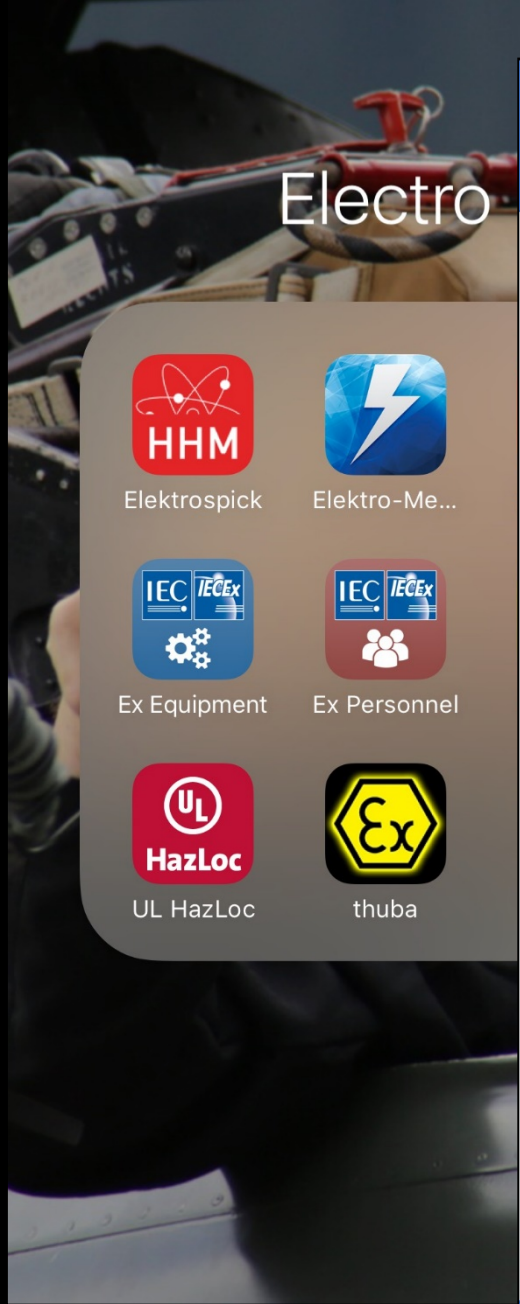 Electro
HHM
Elektrospick
Elektro-Me...
IEC IECEx
Ex Equipment
IEC IECEx
Ex Personnel
UL
HazLoc
UL HazLoc
Ex
thuba